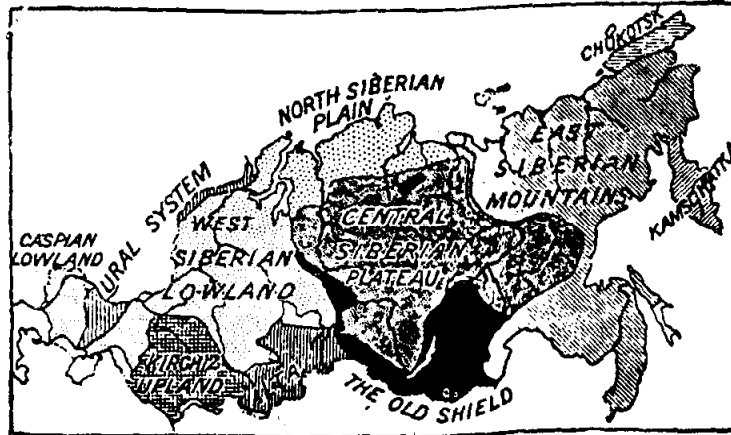 CHUKOTSK
NORTH SIBERIAN
PLAIN
EAST
SIBERIAN
MOUNTAINS
KAMSCHATKA
URAL SYSTEM
CENTRAL
SIBERIAN
PLATEAU
WEST
SIBERIAN
LOWLAND
CASPIAN
LOWLAND
KIRGHIZ
UPLAND
THE OLD SHIELD